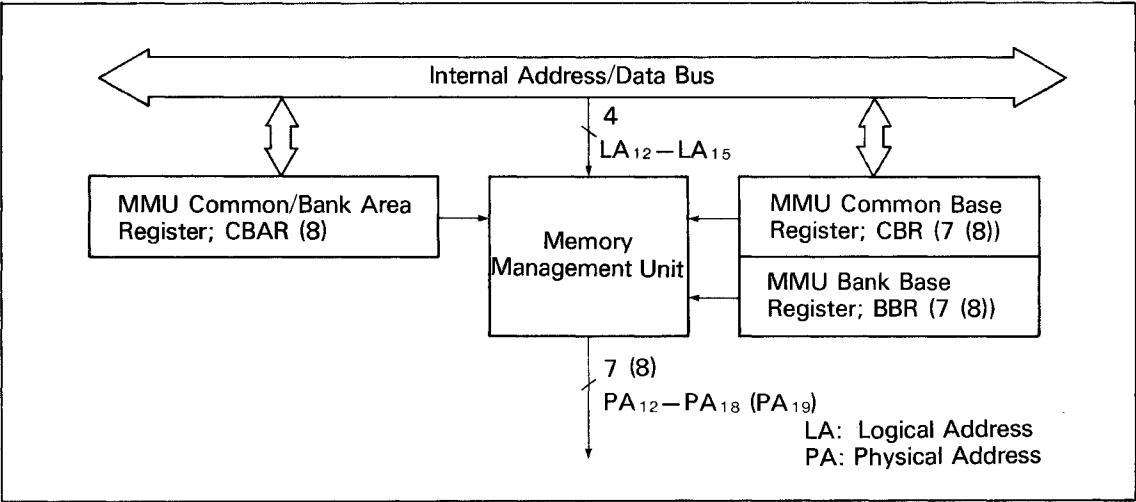 Internal Address/Data Bus
4
LA₁₂—LA₁₅
MMU Common/Bank Area
Register; CBAR (8)
Memory
Management Unit
MMU Common Base
Register; CBR (7 (8))
MMU Bank Base
Register; BBR (7 (8))
7 (8)
PA₁₂—PA₁₈ (PA₁₉)
LA: Logical Address
PA: Physical Address